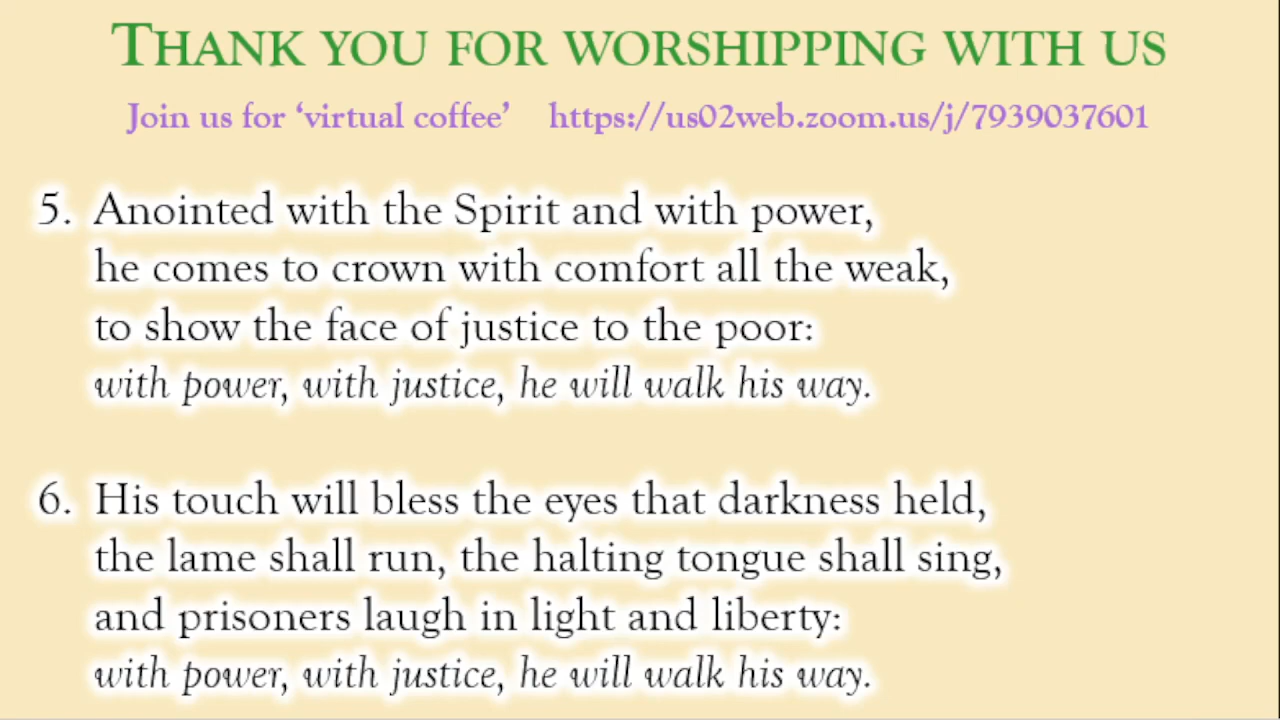 THANK YOU FOR WORSHIPPING WITH US
Join us for ‘virtual coffee’ https://us02web.zoom.us/j/7939037601
5. Anointed with the Spirit and with power,
he comes to crown with comfort all the weak,
to show the face of justice to the poor:
with power, with justice, he will walk his way.
6. His touch will bless the eyes that darkness held,
the lame shall run, the halting tongue shall sing,
and prisoners laugh in light and liberty:
with power, with justice, he will walk his way.